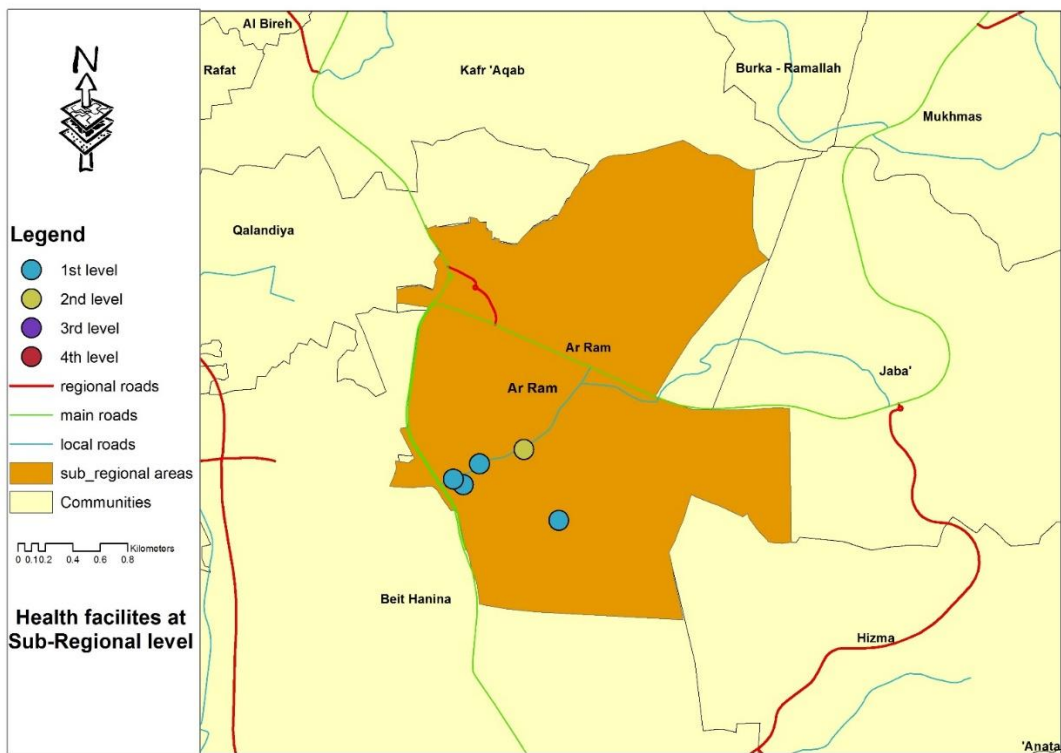 N
Legend
1st level
2nd level
3rd level
4th level
regional roads
main roads
local roads
sub_regional areas
Communities
Kilometers
0 0.10.2 0.4 0.6 0.8
Health facilites at
Sub-Regional level
Al Bireh
Rafat
Kafr 'Aqab
Burka - Ramallah
Mukhmas
Qalandiya
Ar Ram
Jaba'
Ar Ram
Beit Hanina
Hizma
'Anata